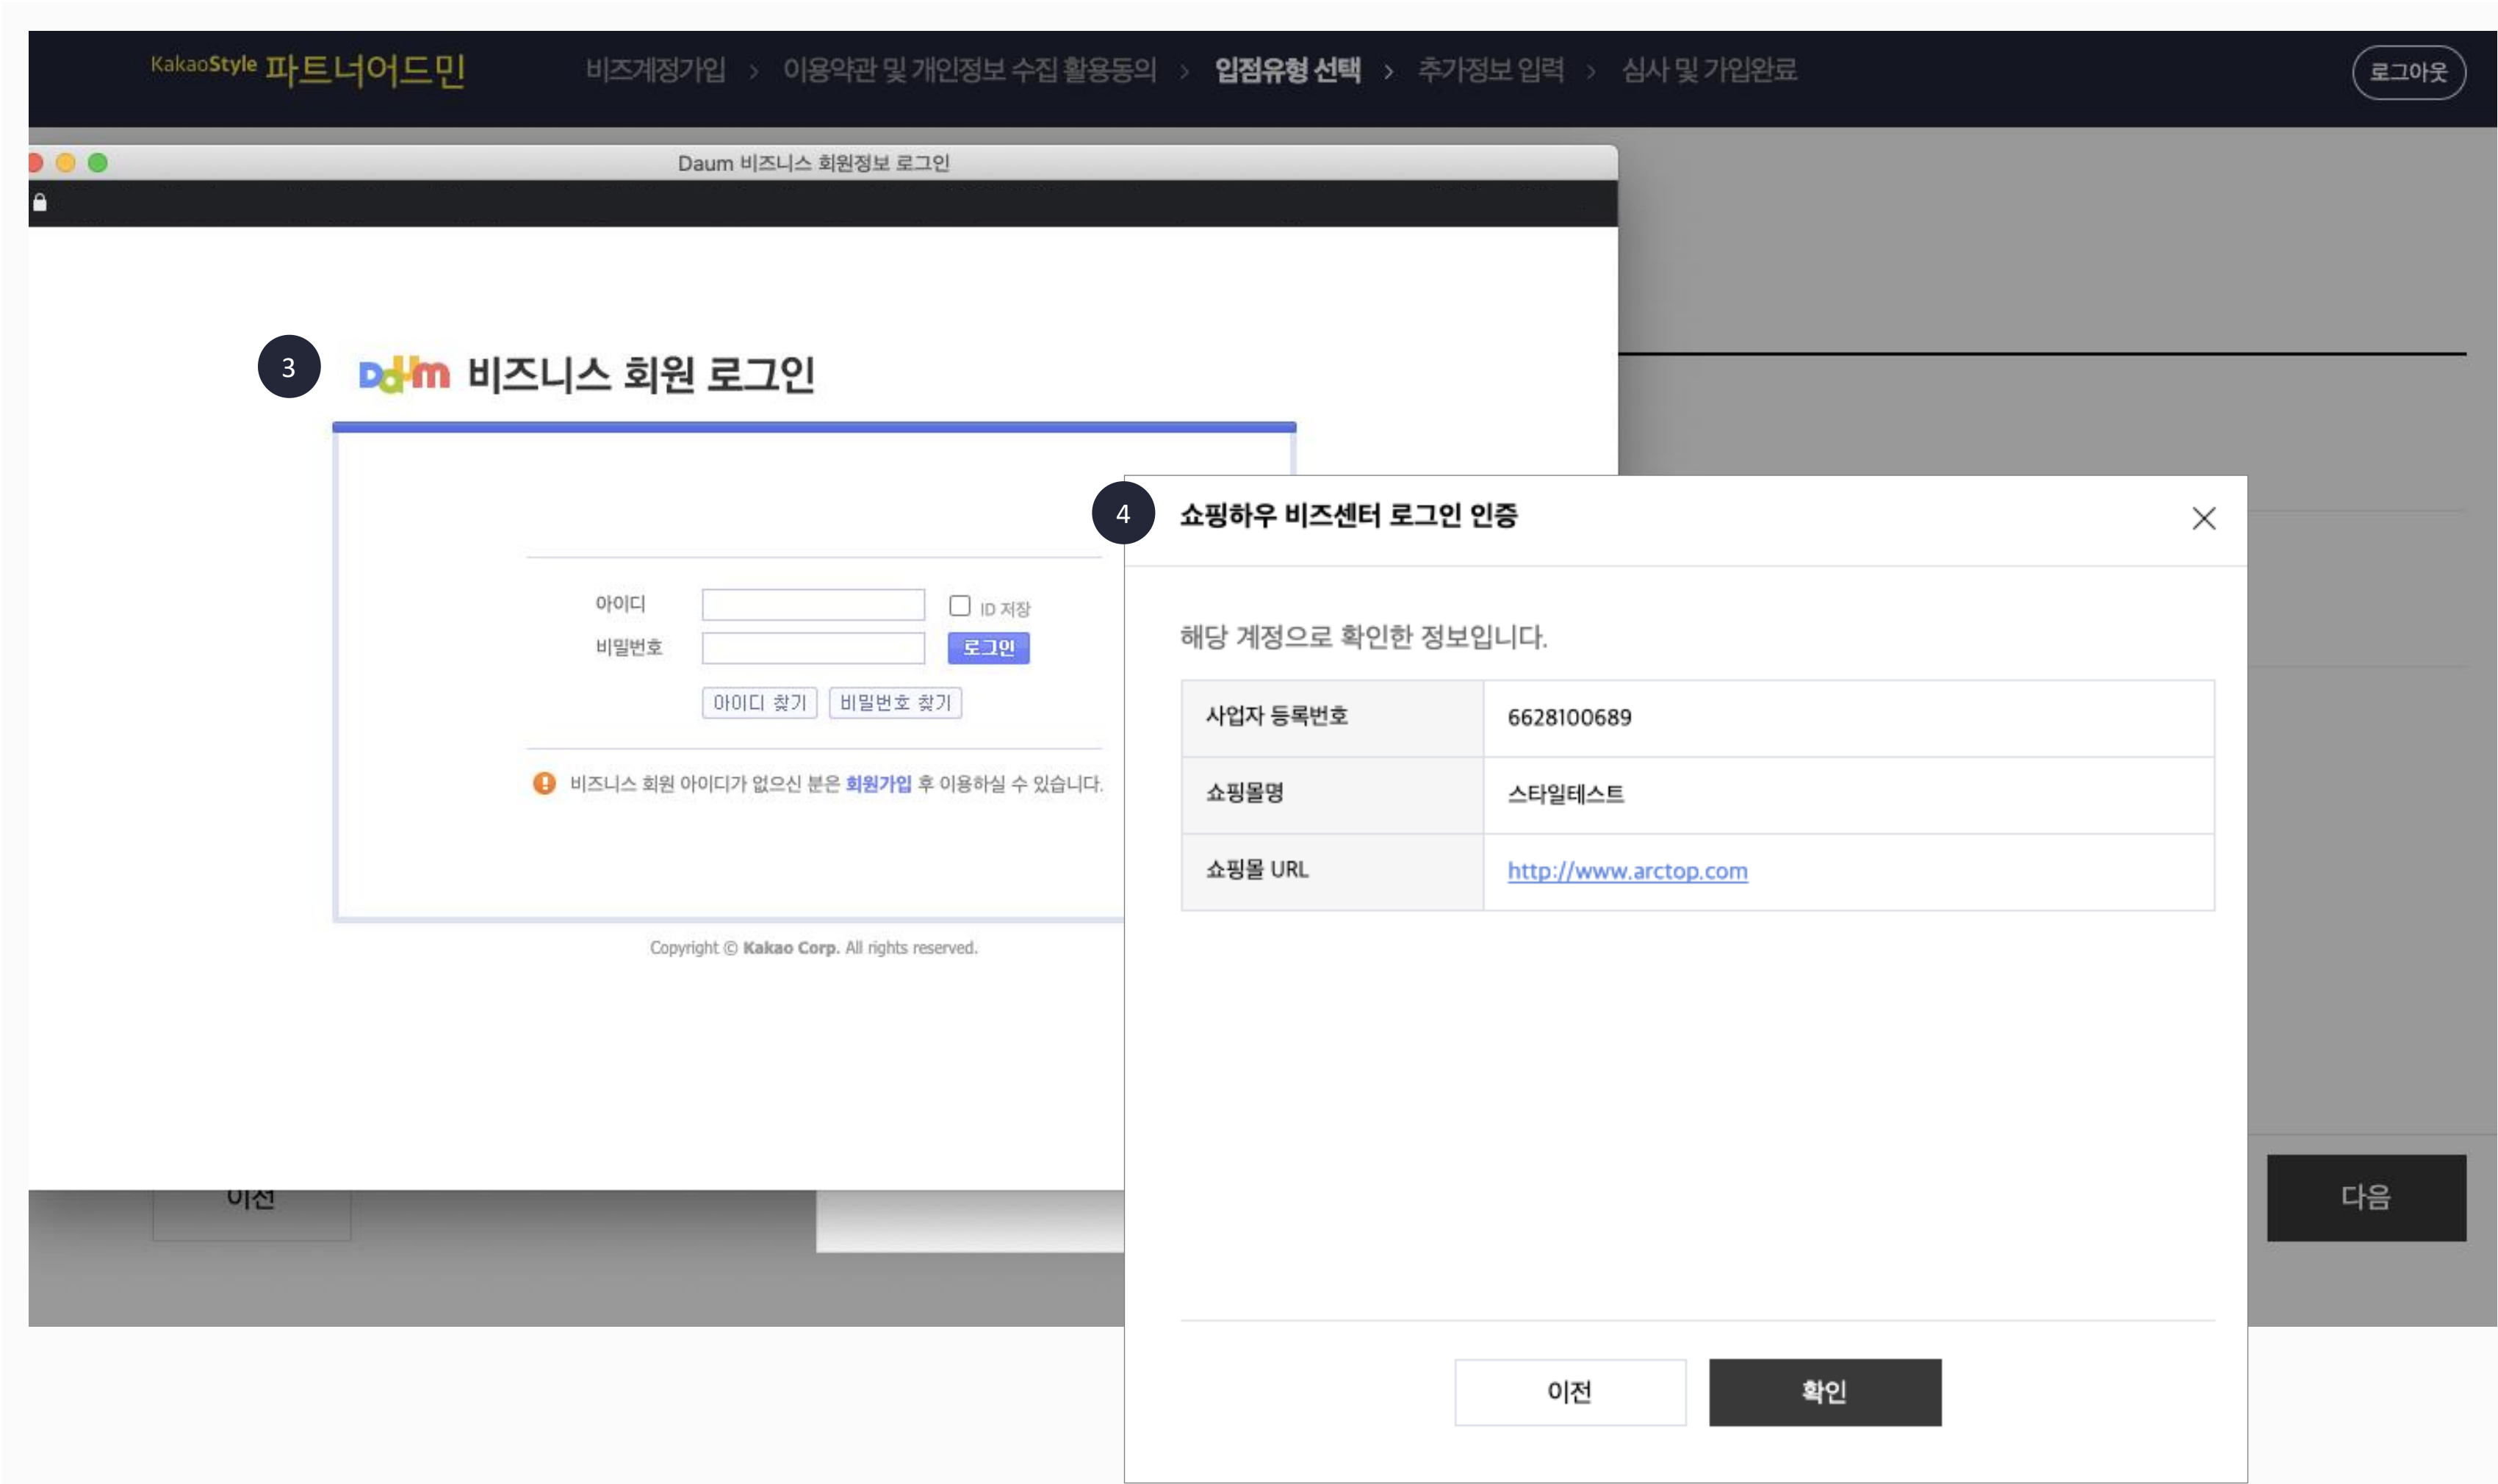 KakaoStyle 파트너어드민 비즈계정가입 > 이용약관 및 개인정보 수집 활용동의 > 입점유형 선택 > 추가정보 입력 > 심사 및 가입완료 로그아웃
Daum 비즈니스 회원정보 로그인
3 Daum 비즈니스 회원 로그인
아이디 ID 저장
비밀번호 로그인
아이디 찾기 비밀번호 찾기
비즈니스 회원 아이디가 없으신 분은 회원가입 후 이용하실 수 있습니다.
Copyright © Kakao Corp. All rights reserved.
이전
4 쇼핑하우 비즈센터 로그인 인증
해당 계정으로 확인한 정보입니다.
사업자 등록번호 6628100689
쇼핑몰명 스타일테스트
쇼핑몰 URL http://www.arctop.com
다음
이전 확인